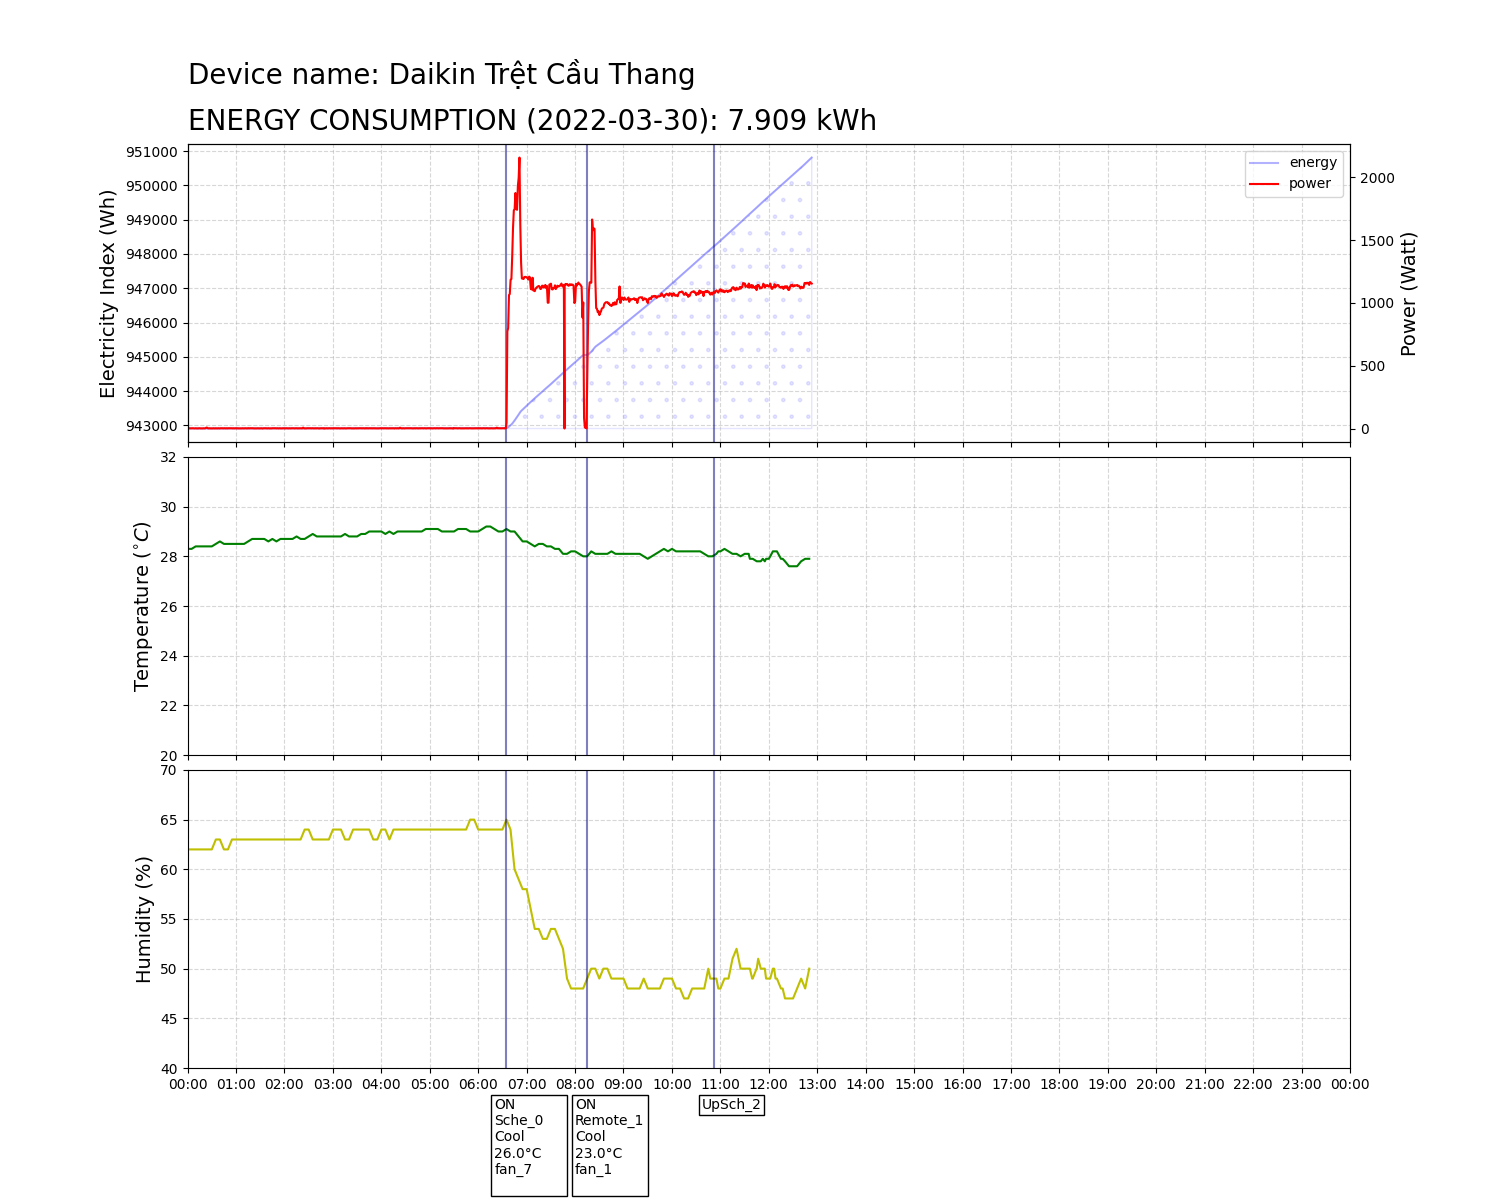 Device name: Daikin Trệt Cầu Thang
ENERGY CONSUMPTION (2022-03-30): 7.909 kWh
Electricity Index (Wh)
951000
950000
949000
948000
947000
946000
945000
944000
943000
energy
power
2000
1500
1000
500
0
Power (Watt)
Temperature (°C)
32
30
28
26
24
22
20
Humidity (%)
70
65
60
55
50
45
40
00:00 01:00 02:00 03:00 04:00 05:00 06:00 07:00 08:00 09:00 10:00 11:00 12:00 13:00 14:00 15:00 16:00 17:00 18:00 19:00 20:00 21:00 22:00 23:00 00:00
ON
Sche_0
Cool
26.0°C
fan_7
ON
Remote_1
Cool
23.0°C
fan_1
UpSch_2